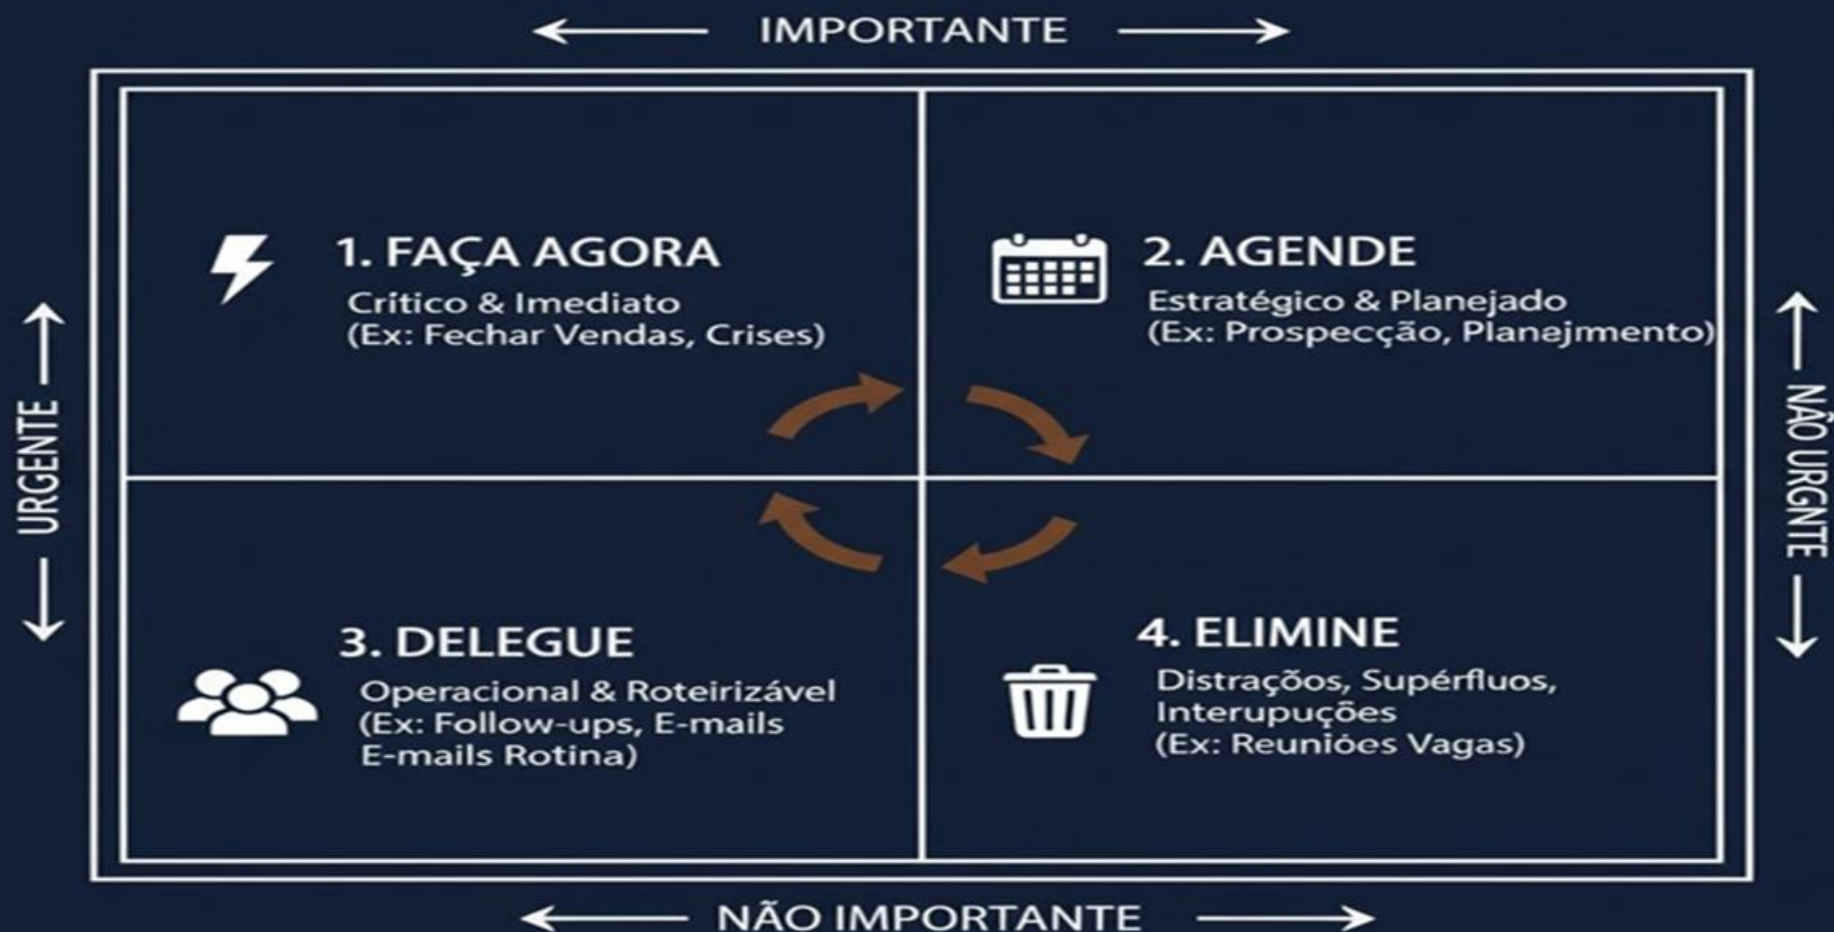 IMPORTANTE
1. FAÇA AGORA
Crítico & Imediato
(Ex: Fechar Vendas, Crises)
2. AGENDE
Estratégico & Planejado
(Ex: Prospecção, Planajmmento)
URGENTE
NÃO URGNTE
3. DELEGUE
Operacional & Roteirizável
(Ex: Follow-ups, E-mails
E-mails Rotina)
4. ELIMINE
Distraçõos, Supérfluos,
Interupuções
(Ex: Reuniões Vagas)
NÃO IMPORTANTE